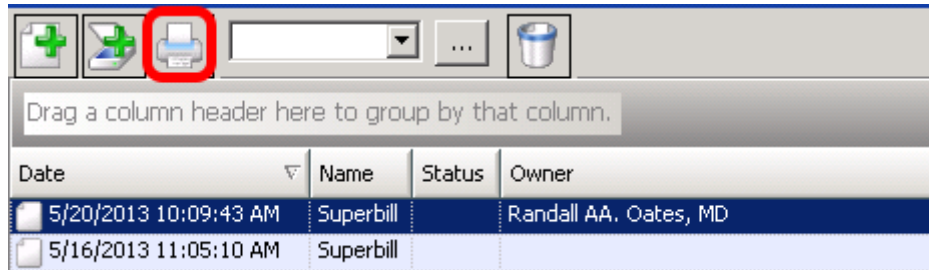 ...
Drag a column header here to group by that column.
Date Name Status Owner
5/20/2013 10:09:43 AM Superbill Randall AA. Oates, MD
5/16/2013 11:05:10 AM Superbill